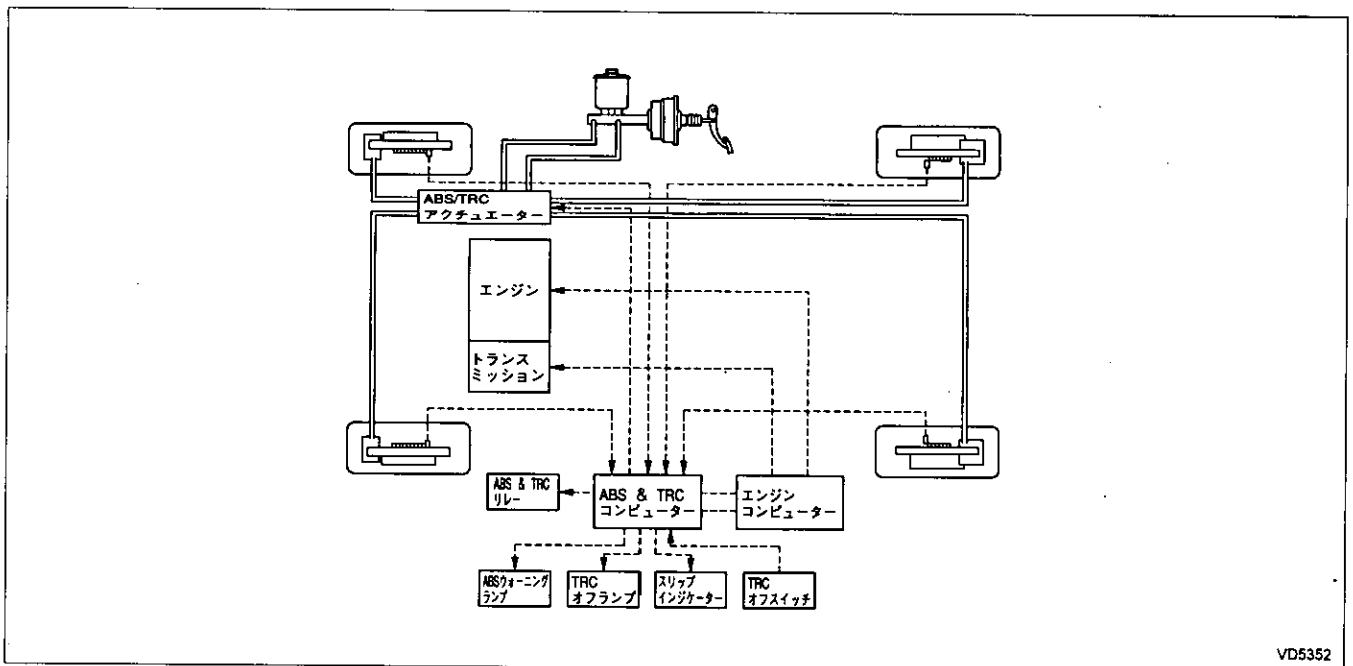 ABS/TRC
アクチュエーター
エンジン
トランス
ミッション
ABS & TRC
リレー
ABS & TRC
コンピューター
エンジン
コンピューター
ABSウォーニング
ランプ
TRC
オフランプ
スリップ
インジケーター
TRC
オフスイッチ
VD5352